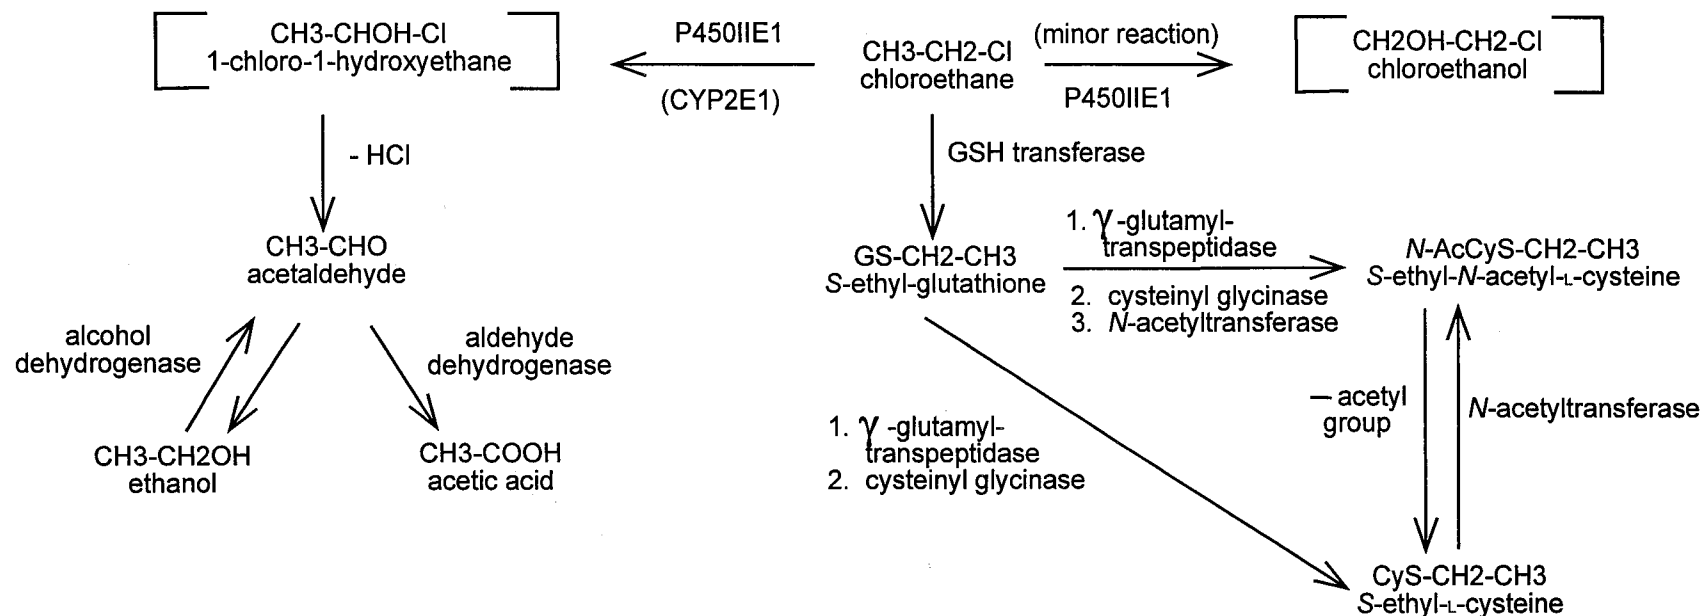 CH3-CHOH-Cl
1-chloro-1-hydroxyethane
P450IIE1
(CYP2E1)
CH3-CH2-Cl
chloroethane
(minor reaction)
P450IIE1
CH2OH-CH2-Cl
chloroethanol
- HCl
GSH transferase
CH3-CHO
acetaldehyde
GS-CH2-CH3
S-ethyl-glutathione
1. γ-glutamyl-
transpeptidase
2. cysteinyl glycinase
3. N-acetyltransferase
N-AcCyS-CH2-CH3
S-ethyl-N-acetyl-L-cysteine
alcohol
dehydrogenase
aldehyde
dehydrogenase
CH3-CH2OH
ethanol
CH3-COOH
acetic acid
1. γ -glutamyl-
transpeptidase
2. cysteinyl glycinase
– acetyl
group
N-acetyltransferase
CyS-CH2-CH3
S-ethyl-L-cysteine